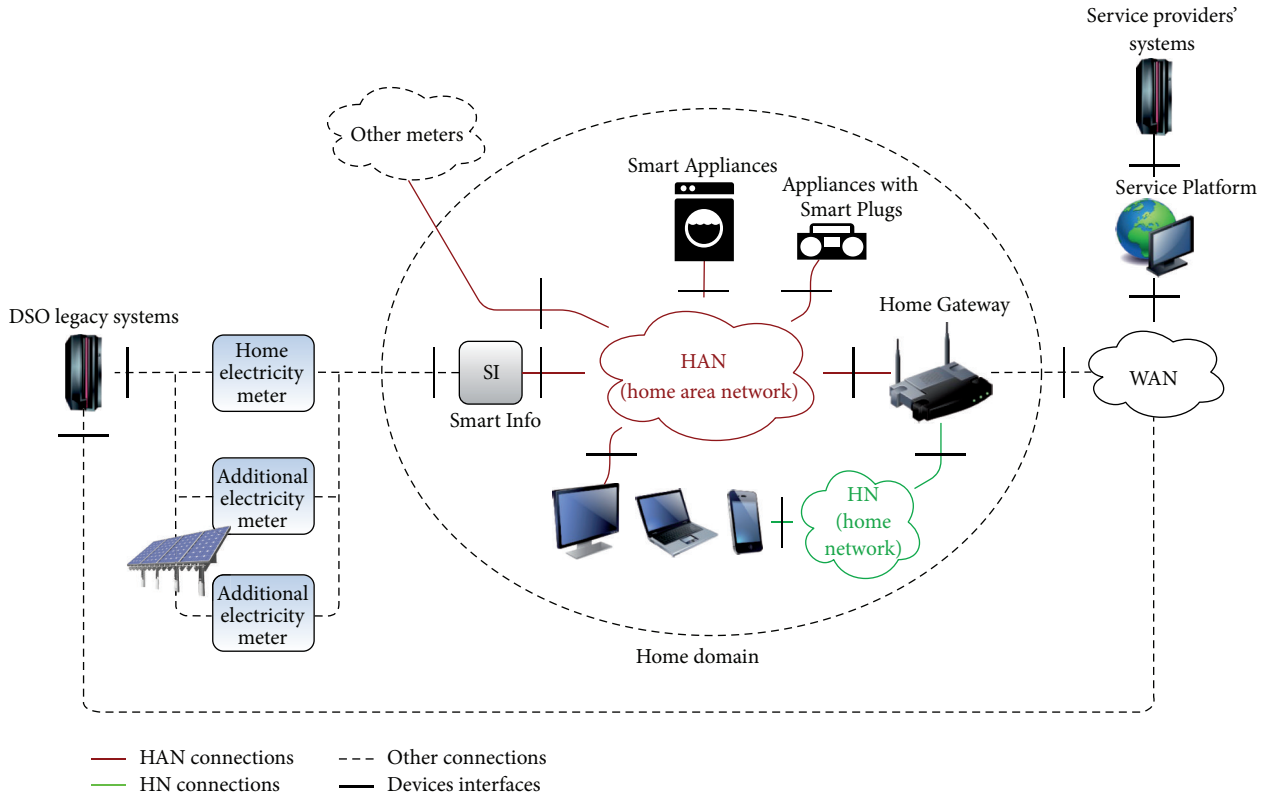 Service providers'
systems
Other meters
Smart Appliances
Appliances with
Smart Plugs
Service Platform
DSO legacy systems
Home Gateway
Home
electricity
meter
SI
Smart Info
HAN
(home area network)
WAN
Additional
electricity
meter
HN
(home
network)
Additional
electricity
meter
Home domain
HAN connections
Other connections
HN connections
Devices interfaces